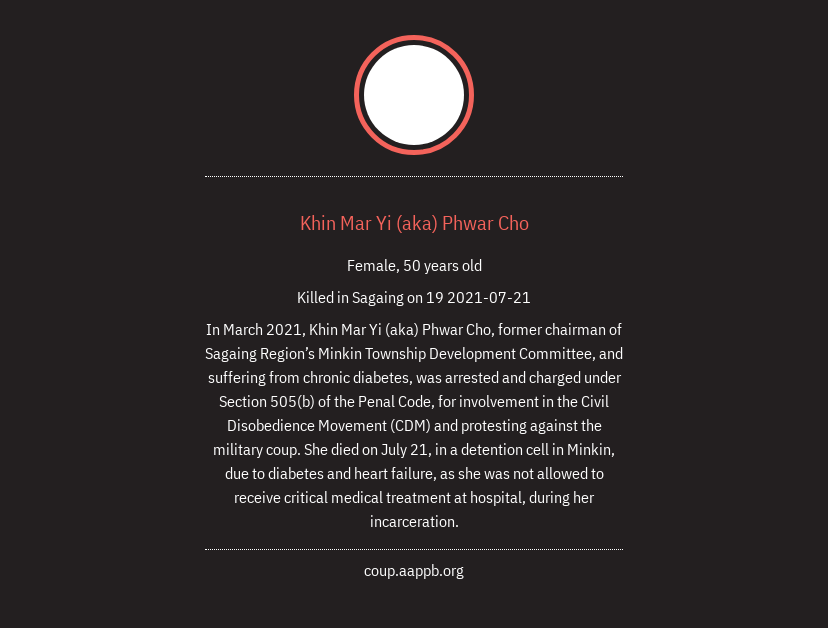 Khin Mar Yi (aka) Phwar Cho
Female, 50 years old
Killed in Sagaing on 19 2021-07-21
In March 2021, Khin Mar Yi (aka) Phwar Cho, former chairman of
Sagaing Region’s Minkin Township Development Committee, and
suffering from chronic diabetes, was arrested and charged under
Section 505(b) of the Penal Code, for involvement in the Civil
Disobedience Movement (CDM) and protesting against the
military coup. She died on July 21, in a detention cell in Minkin,
due to diabetes and heart failure, as she was not allowed to
receive critical medical treatment at hospital, during her
incarceration.
coup.aappb.org